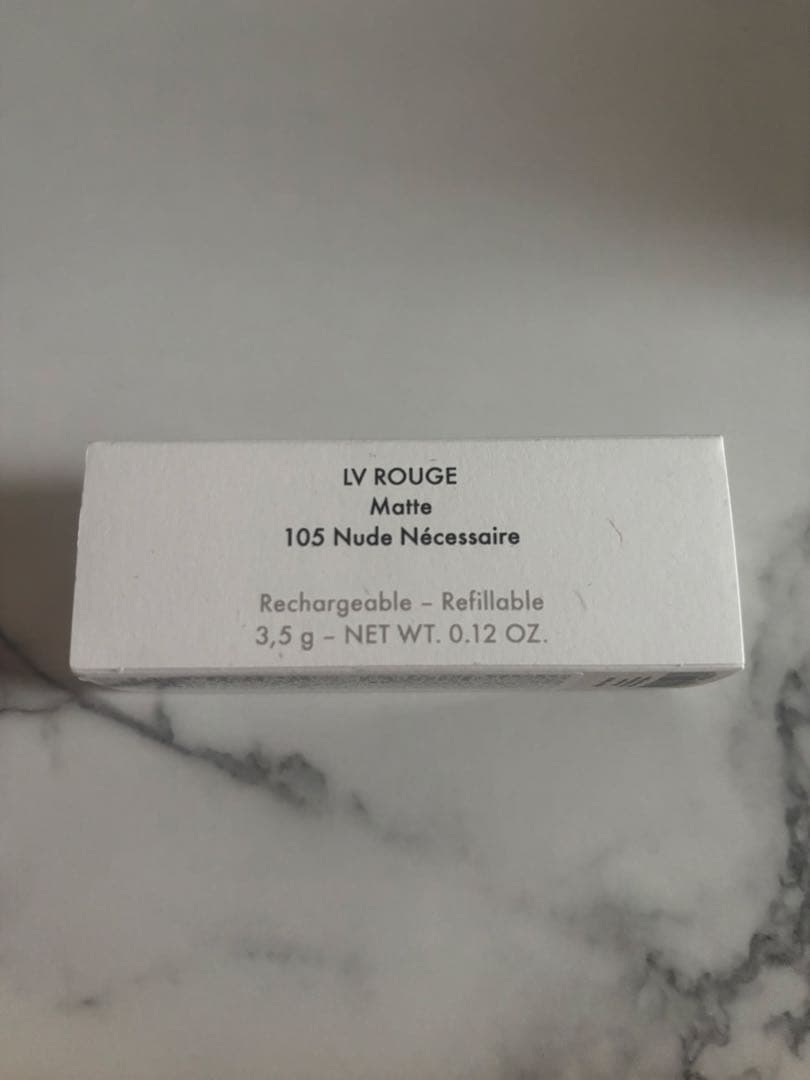 LV ROUGE
Matte
105 Nude Nécessaire
Rechargeable – Refillable
3,5 g – NET WT. 0.12 OZ.